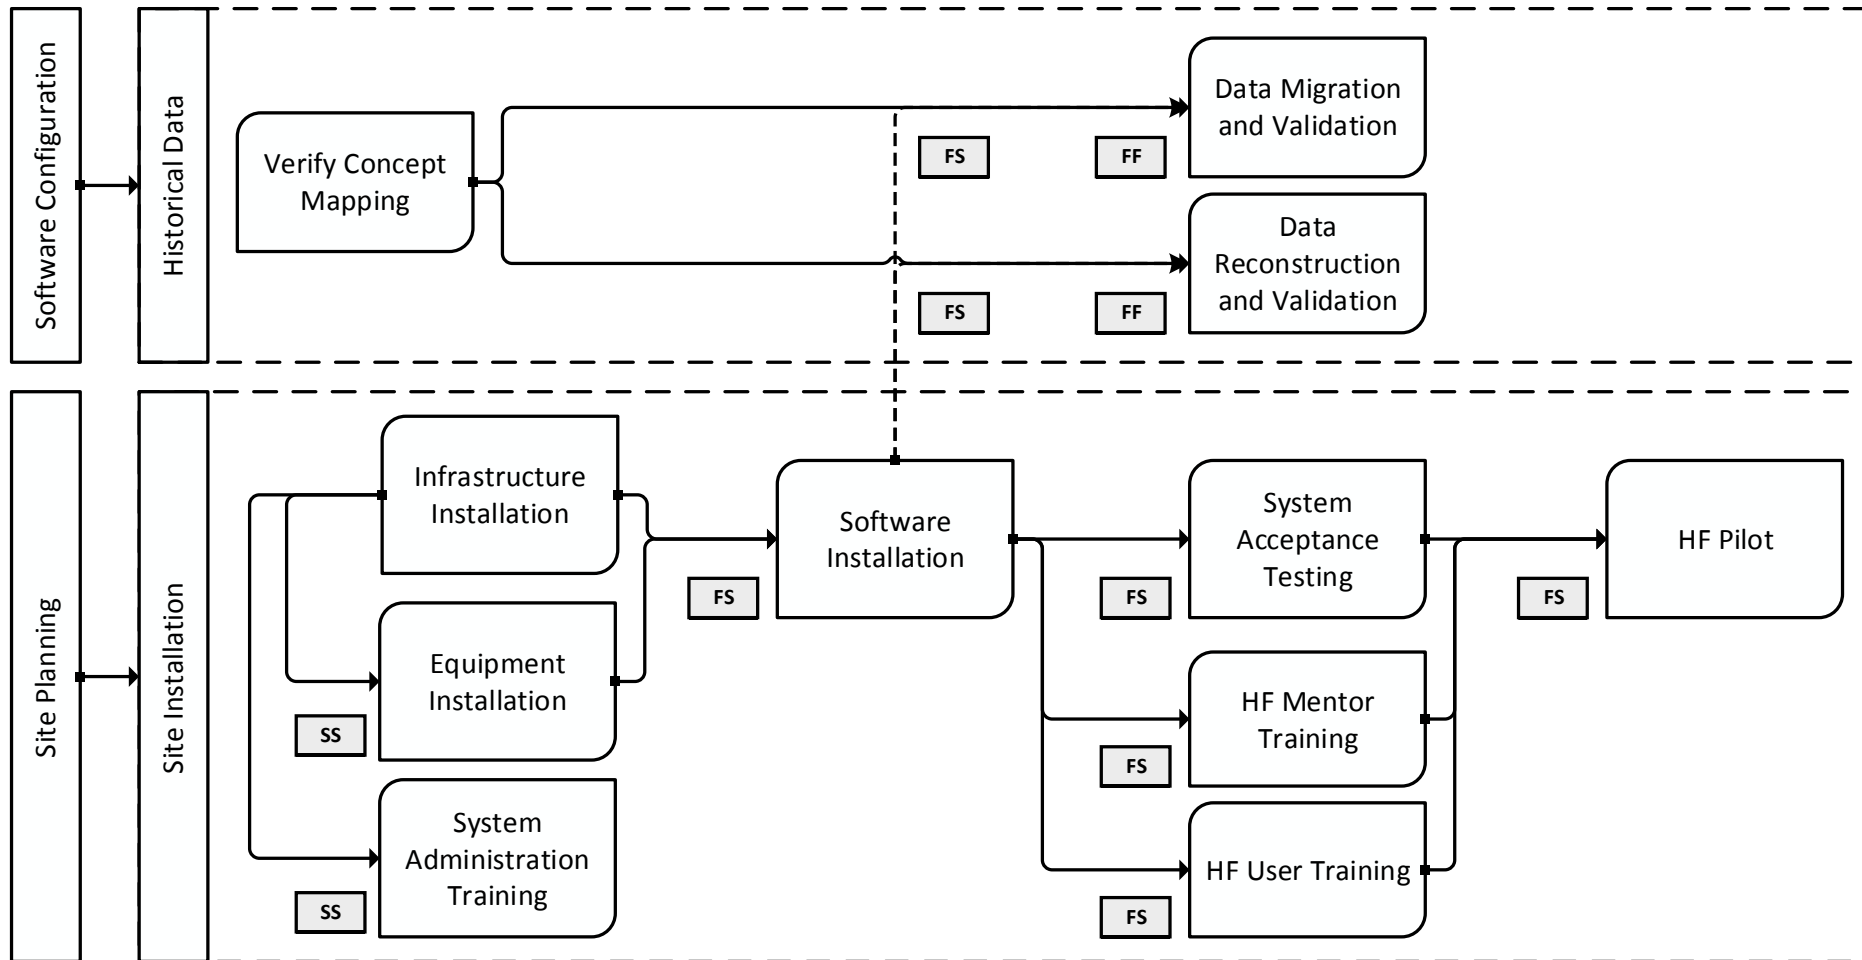 Software Configuration
Historical Data
Verify Concept
Mapping
FS
FF
Data Migration
and Validation
FS
FF
Data
Reconstruction
and Validation
Site Planning
Site Installation
Infrastructure
Installation
SS
Equipment
Installation
SS
System
Administration
Training
FS
Software
Installation
FS
System
Acceptance
Testing
FS
HF Mentor
Training
FS
HF User Training
FS
HF Pilot